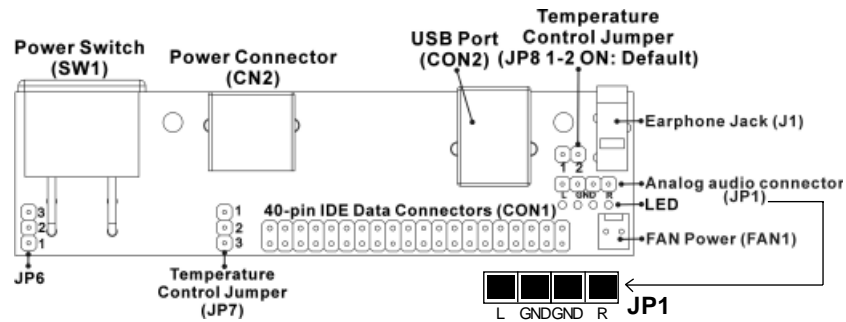 Temperature
Control Jumper
(JP8 1-2 ON: Default)
USB Port
(CON2)
Power Switch
(SW1)
Power Connector
(CN2)
Earphone Jack (J1)
1 2
Analog audio connector
(JP1)
L GND R
LED
3
2
1
1
2
3
40-pin IDE Data Connectors (CON1)
FAN Power (FAN1)
JP6
Temperature
Control Jumper
(JP7)
JP1
L GND GND R